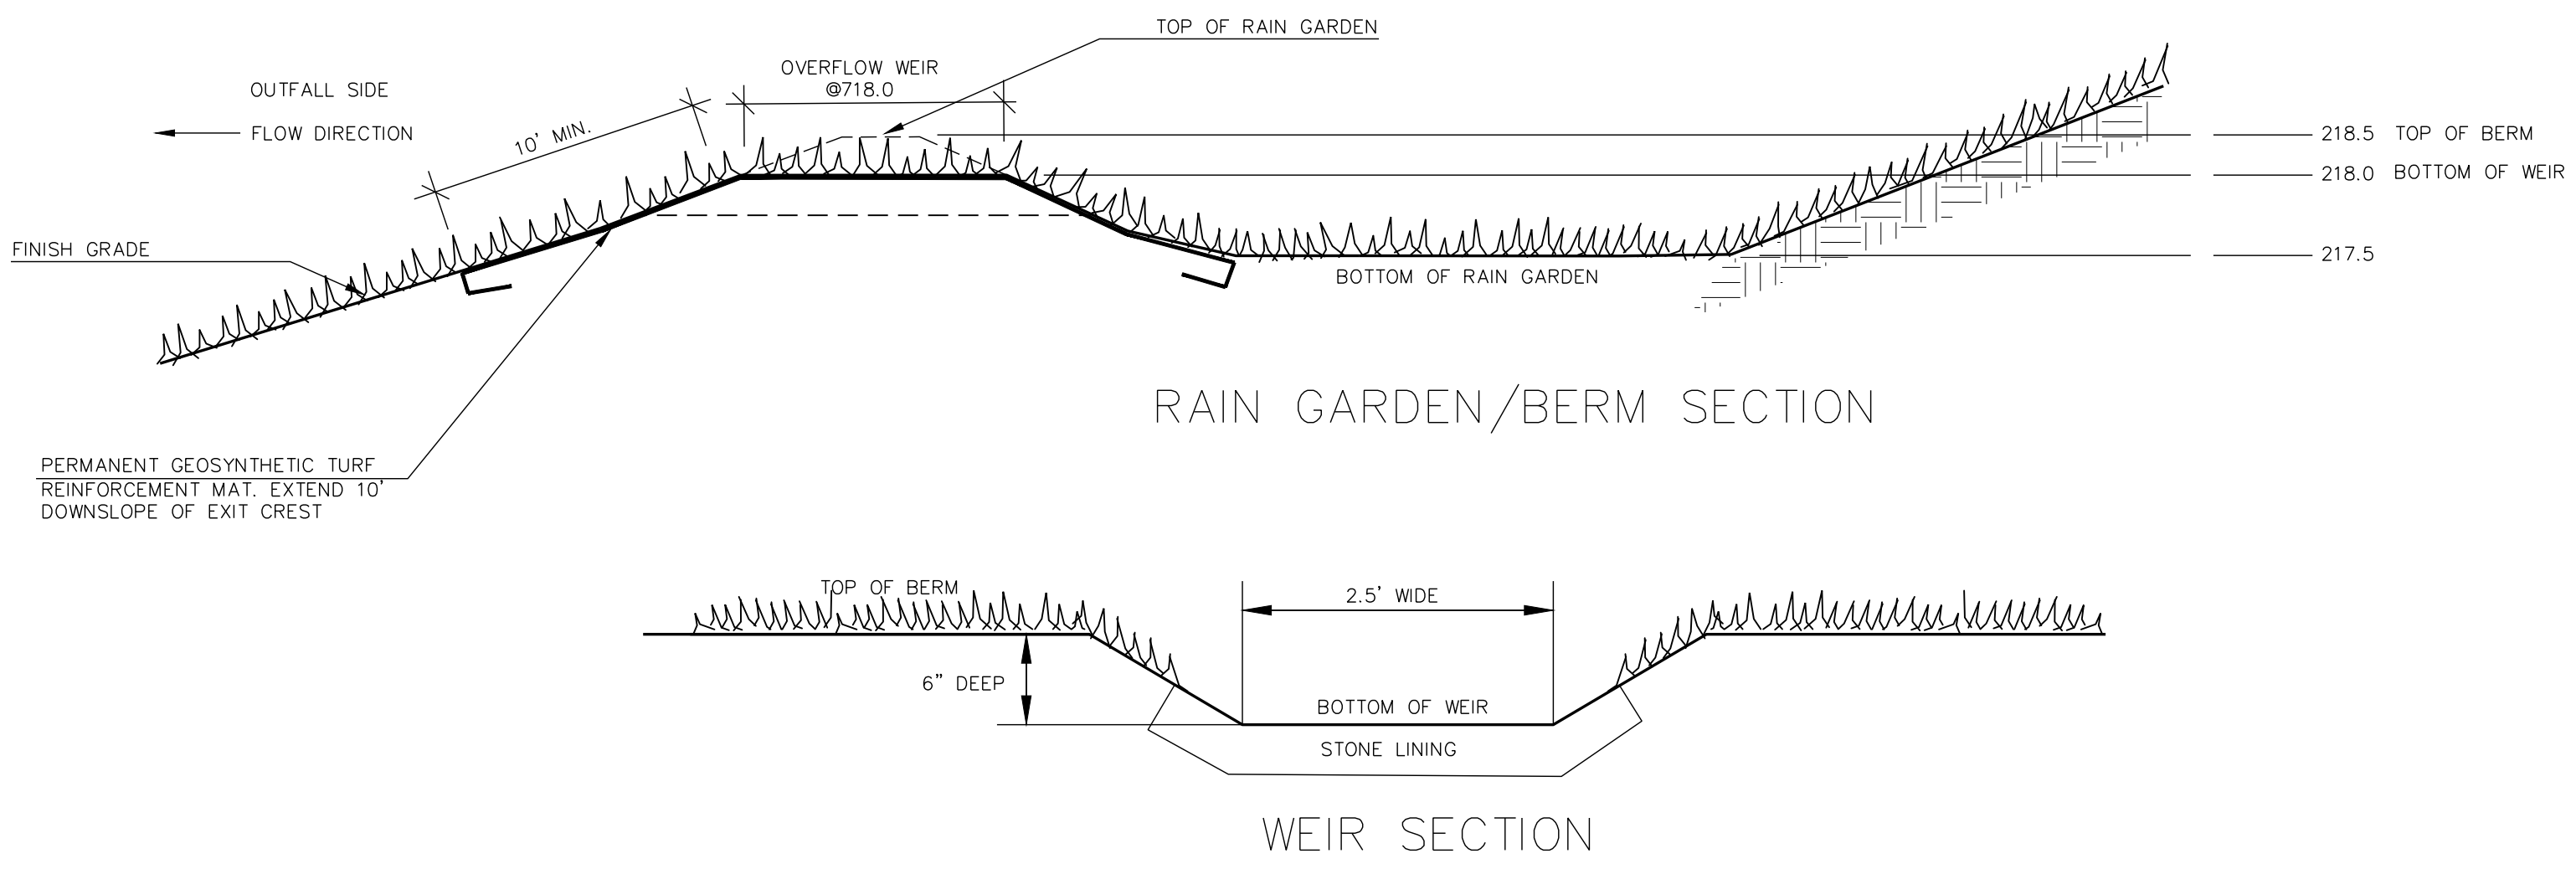 TOP OF RAIN GARDEN
OVERFLOW WEIR
@718.0
OUTFALL SIDE
FLOW DIRECTION
10' MIN.
218.5 TOP OF BERM
218.0 BOTTOM OF WEIR
FINISH GRADE
217.5
BOTTOM OF RAIN GARDEN
RAIN GARDEN/BERM SECTION
PERMANENT GEOSYNTHETIC TURF
REINFORCEMENT MAT. EXTEND 10'
DOWNSLOPE OF EXIT CREST
TOP OF BERM
2.5' WIDE
6" DEEP
BOTTOM OF WEIR
STONE LINING
WEIR SECTION